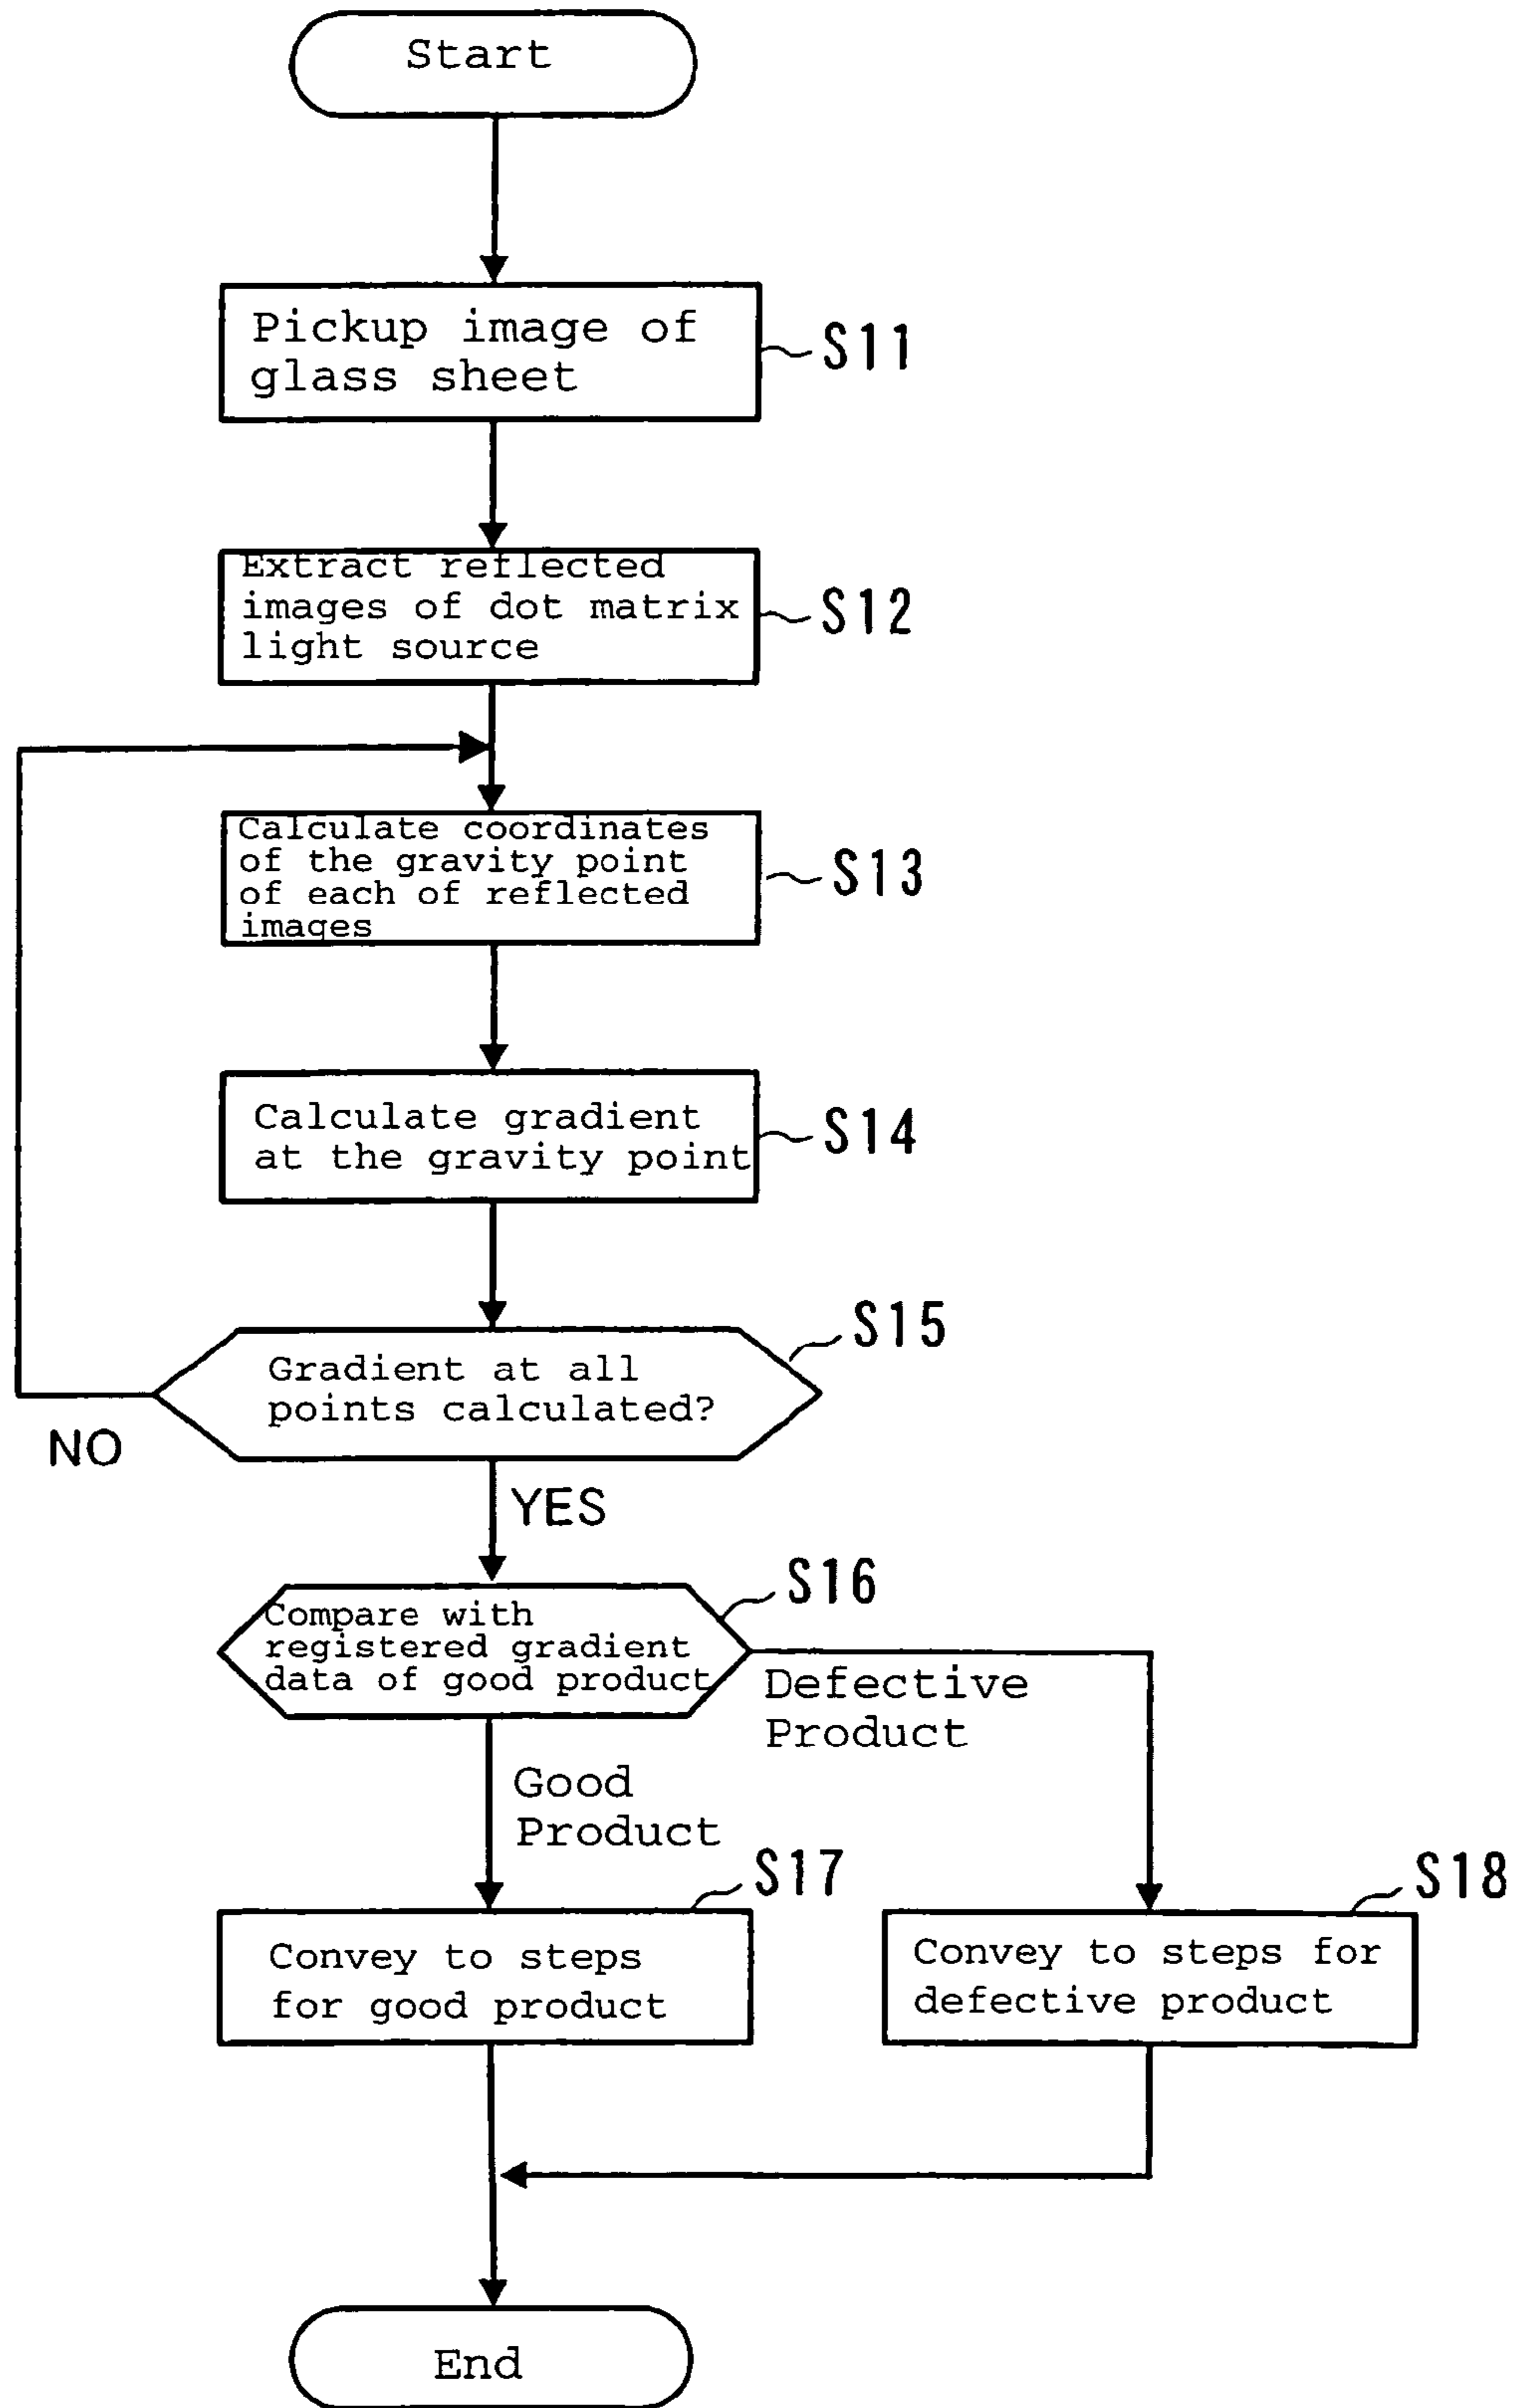 Start
Pickup image of
glass sheet
S11
Extract reflected
images of dot matrix
light source
S12
Calculate coordinates
of the gravity point
of each of reflected
images
S13
Calculate gradient
at the gravity point
S14
Gradient at all
points calculated?
S15
NO
YES
Compare with
registered gradient
data of good product
S16
Defective
Product
Good
Product
Convey to steps
for good product
S17
Convey to steps for
defective product
S18
End